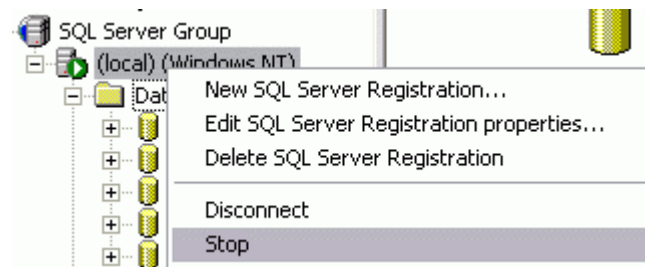 SQL Server Group
(local) (Windows NT)
Dat
New SQL Server Registration...
Edit SQL Server Registration properties...
Delete SQL Server Registration
Disconnect
Stop